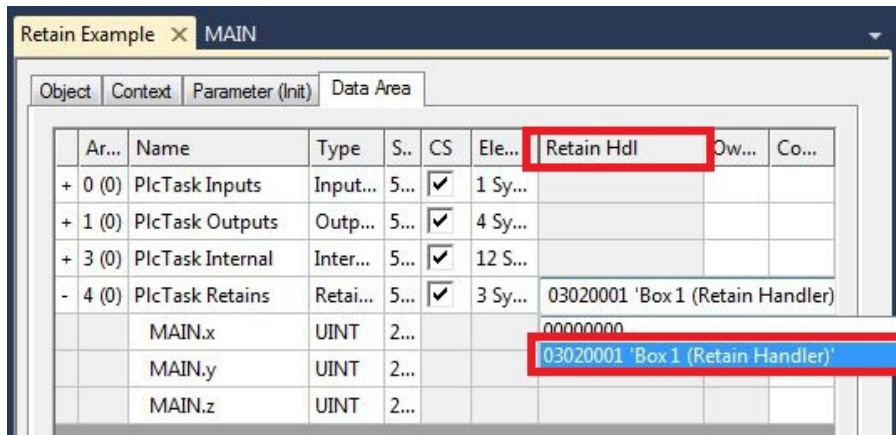 Retain Example MAIN
Object Context Parameter (Init) Data Area
Ar... Name Type S.. CS Ele... Retain Hdl Ow... Co...
+ 0 (0) PlcTask Inputs Input... 5... 1 Sy...
+ 1 (0) PlcTask Outputs Outp... 5... 4 Sy...
+ 3 (0) PlcTask Internal Inter... 5... 12 S...
- 4 (0) PlcTask Retains Retai... 5... 3 Sy... 03020001 'Box 1 (Retain Handler)
MAIN.x UINT 2... 00000000
MAIN.y UINT 2... 03020001 'Box 1 (Retain Handler)'
MAIN.z UINT 2...